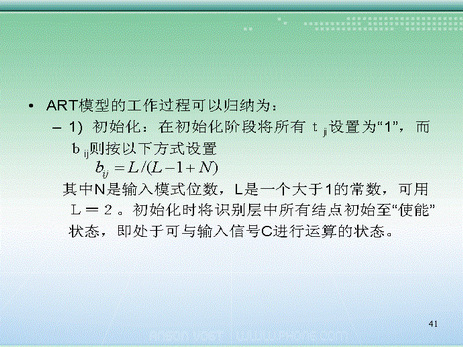 • ART模型的工作过程可以归纳为：
– 1) 初始化：在初始化阶段将所有 t ji设置为“1”，而
b ij则按以下方式设置
bij = L/(L−1+N)
其中N是输入模式位数，L是一个大于1的常数，可用
L＝２。初始化时将识别层中所有结点初始至“使能”
状态，即处于可与输入信号C进行运算的状态。
41